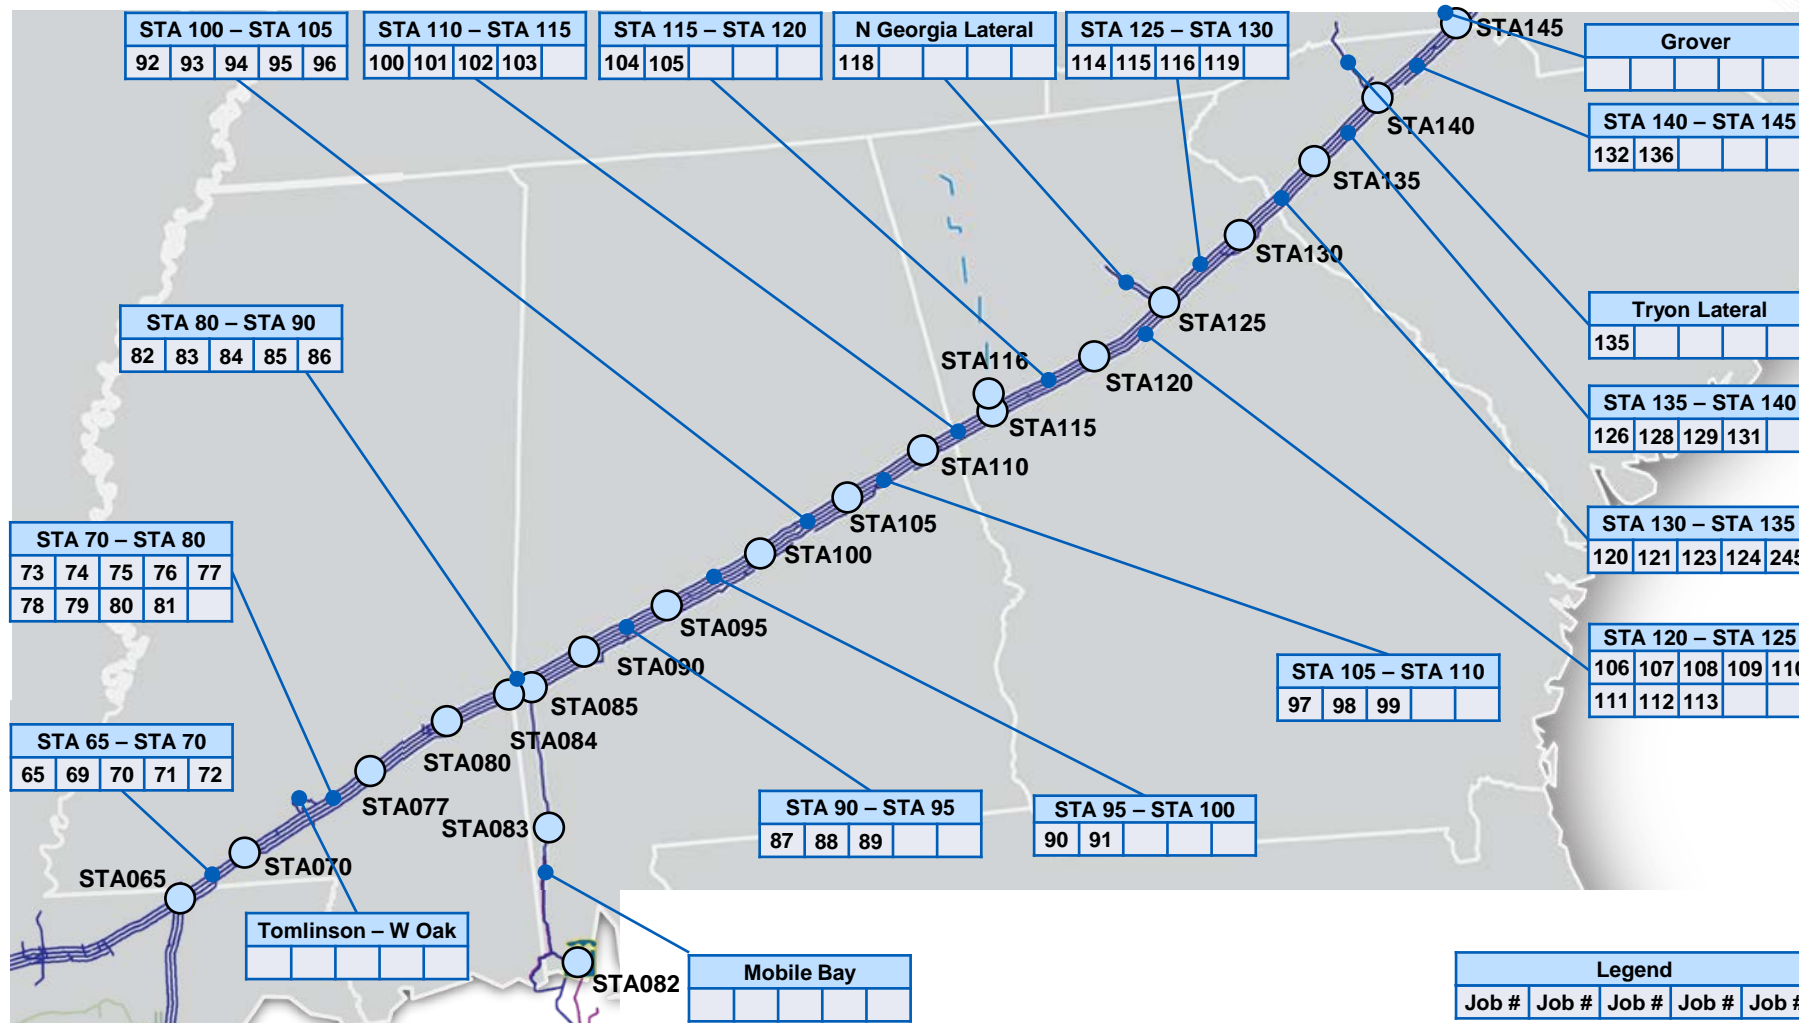 STA 100 – STA 105
92 93 94 95 96
STA 110 – STA 115
100 101 102 103
STA 115 – STA 120
104 105
N Georgia Lateral
118
STA 125 – STA 130
114 115 116 119
STA145
Grover
STA 140 – STA 145
132 136
STA140
STA135
STA130
Tryon Lateral
135
STA 80 – STA 90
82 83 84 85 86
STA125
STA116
STA120
STA 135 – STA 140
126 128 129 131
STA115
STA110
STA105
STA 130 – STA 135
120 121 123 124 245
STA 70 – STA 80
73 74 75 76 77
78 79 80 81
STA100
STA095
STA090
STA 120 – STA 125
106 107 108 109 110
111 112 113
STA 105 – STA 110
97 98 99
STA085
STA084
STA080
STA 65 – STA 70
65 69 70 71 72
STA077
STA083
STA 90 – STA 95
87 88 89
STA 95 – STA 100
90 91
STA070
STA065
Tomlinson – W Oak
STA082
Mobile Bay
Legend
Job # Job # Job # Job # Job #